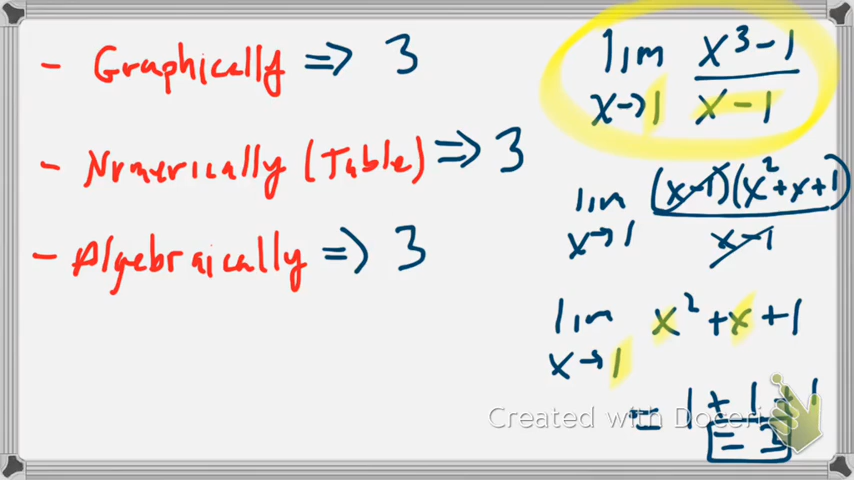 - Graphically => 3
- Numerically (Table) => 3
- Algebraically => 3
lim x→1 x³-1 / x-1
lim x→1 (x-1)(x²+x+1) / x-1
lim x→1 x²+x+1
= 1+1+1
= 3
Created with Doceri